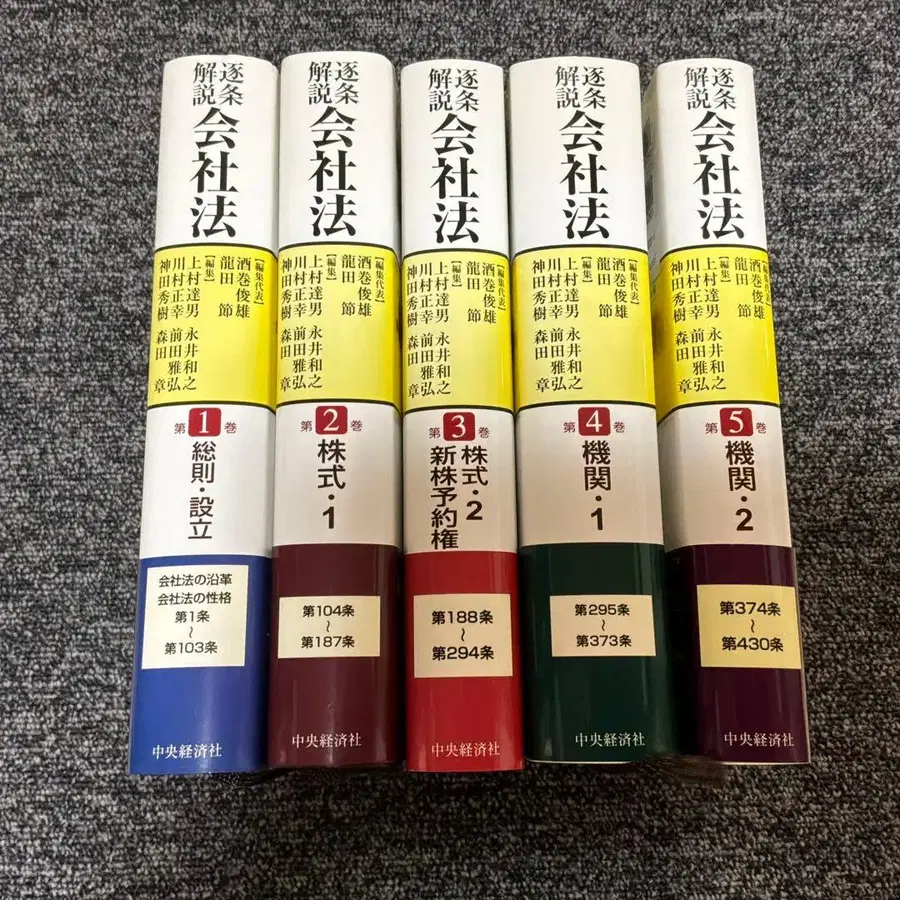 逐条
解説
会社法
【編集代表】
酒巻俊雄
龍田 節
【編集】
上村達男 永井和之
川村正幸 前田雅弘
神田秀樹 森田 章
第1巻
総則・設立
会社法の沿革
会社法の性格
第1条
〜
第103条
中央経済社
逐条
解説
会社法
【編集代表】
酒巻俊雄
龍田 節
【編集】
上村達男 永井和之
川村正幸 前田雅弘
神田秀樹 森田 章
第2巻
株式・1
第104条
〜
第187条
中央経済社
逐条
解説
会社法
【編集代表】
酒巻俊雄
龍田 節
【編集】
上村達男 永井和之
川村正幸 前田雅弘
神田秀樹 森田 章
第3巻
株式・2
新株予約権
第188条
〜
第294条
中央経済社
逐条
解説
会社法
【編集代表】
酒巻俊雄
龍田 節
【編集】
上村達男 永井和之
川村正幸 前田雅弘
神田秀樹 森田 章
第4巻
機関・1
第295条
〜
第373条
中央経済社
逐条
解説
会社法
【編集代表】
酒巻俊雄
龍田 節
【編集】
上村達男 永井和之
川村正幸 前田雅弘
神田秀樹 森田 章
第5巻
機関・2
第374条
〜
第430条
中央経済社